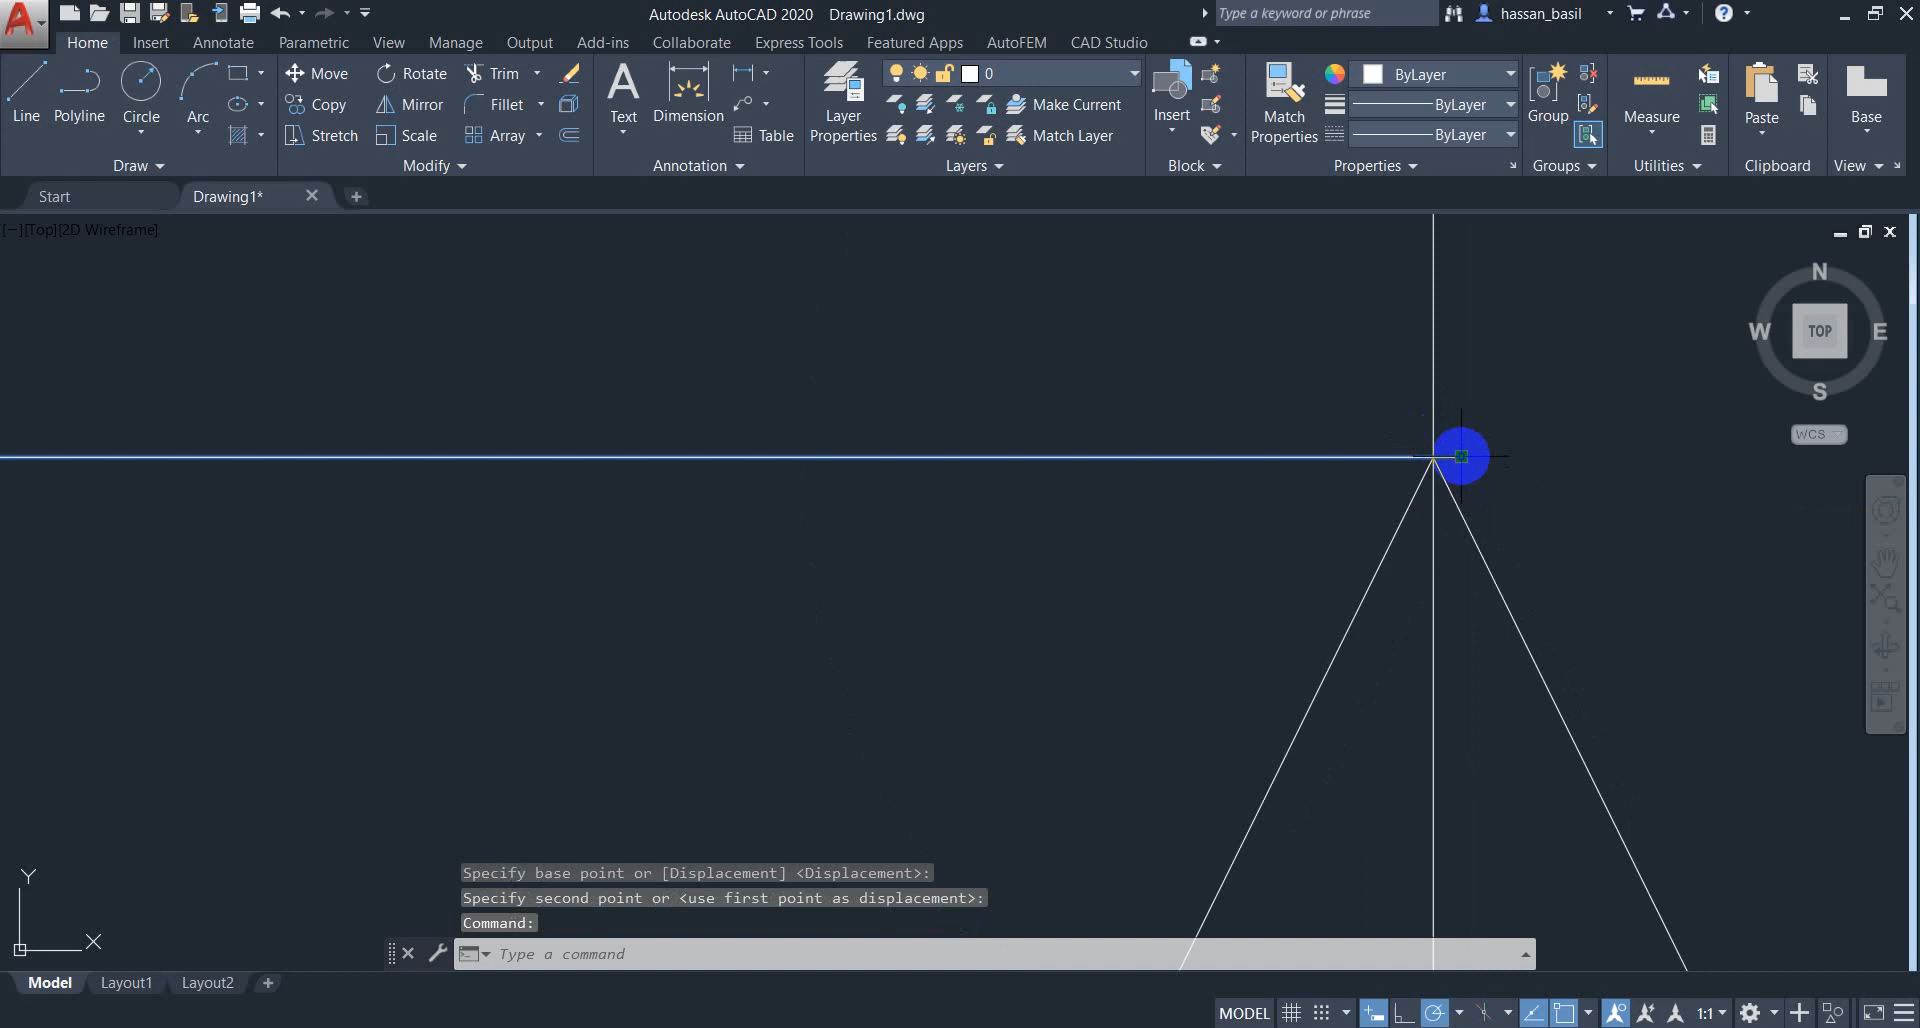 Autodesk AutoCAD 2020 Drawing1.dwg
Type a keyword or phrase
hassan_basil
Home Insert Annotate Parametric View Manage Output Add-ins Collaborate Express Tools Featured Apps AutoFEM CAD Studio
Line Polyline Circle Arc
Move Rotate Trim
Copy Mirror Fillet
Stretch Scale Array
Text Dimension Table
Layer Properties
0
Make Current
Match Layer
Insert
Match Properties
ByLayer
ByLayer
ByLayer
Group
Measure
Paste
Base
Draw Modify Annotation Layers Block Properties Groups Utilities Clipboard View
Start Drawing1*
[−][Top][2D Wireframe]
N
W TOP E
S
WCS
Specify base point or [Displacement] <Displacement>:
Specify second point or <use first point as displacement>:
Command:
Type a command
Y
X
Model Layout1 Layout2
MODEL 1:1